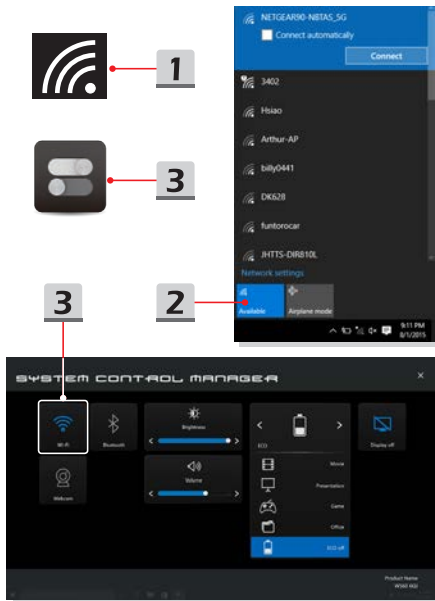 1
3
NETGEAR90-NBTAS_5G
Connect automatically
Connect
3402
Hsiao
Arthur-AP
billy0441
DK628
funtorocar
JHTTS-DIR810L
Network settings
Available
Airplane mode
9:11 PM
8/1/2015
3
2
SYSTEM CONTROL MANAGER
×
Wi-Fi
Bluetooth
Brightness
ECO
Display off
Webcam
Volume
Movie
Presentation
Game
Office
ECO off
Product Name